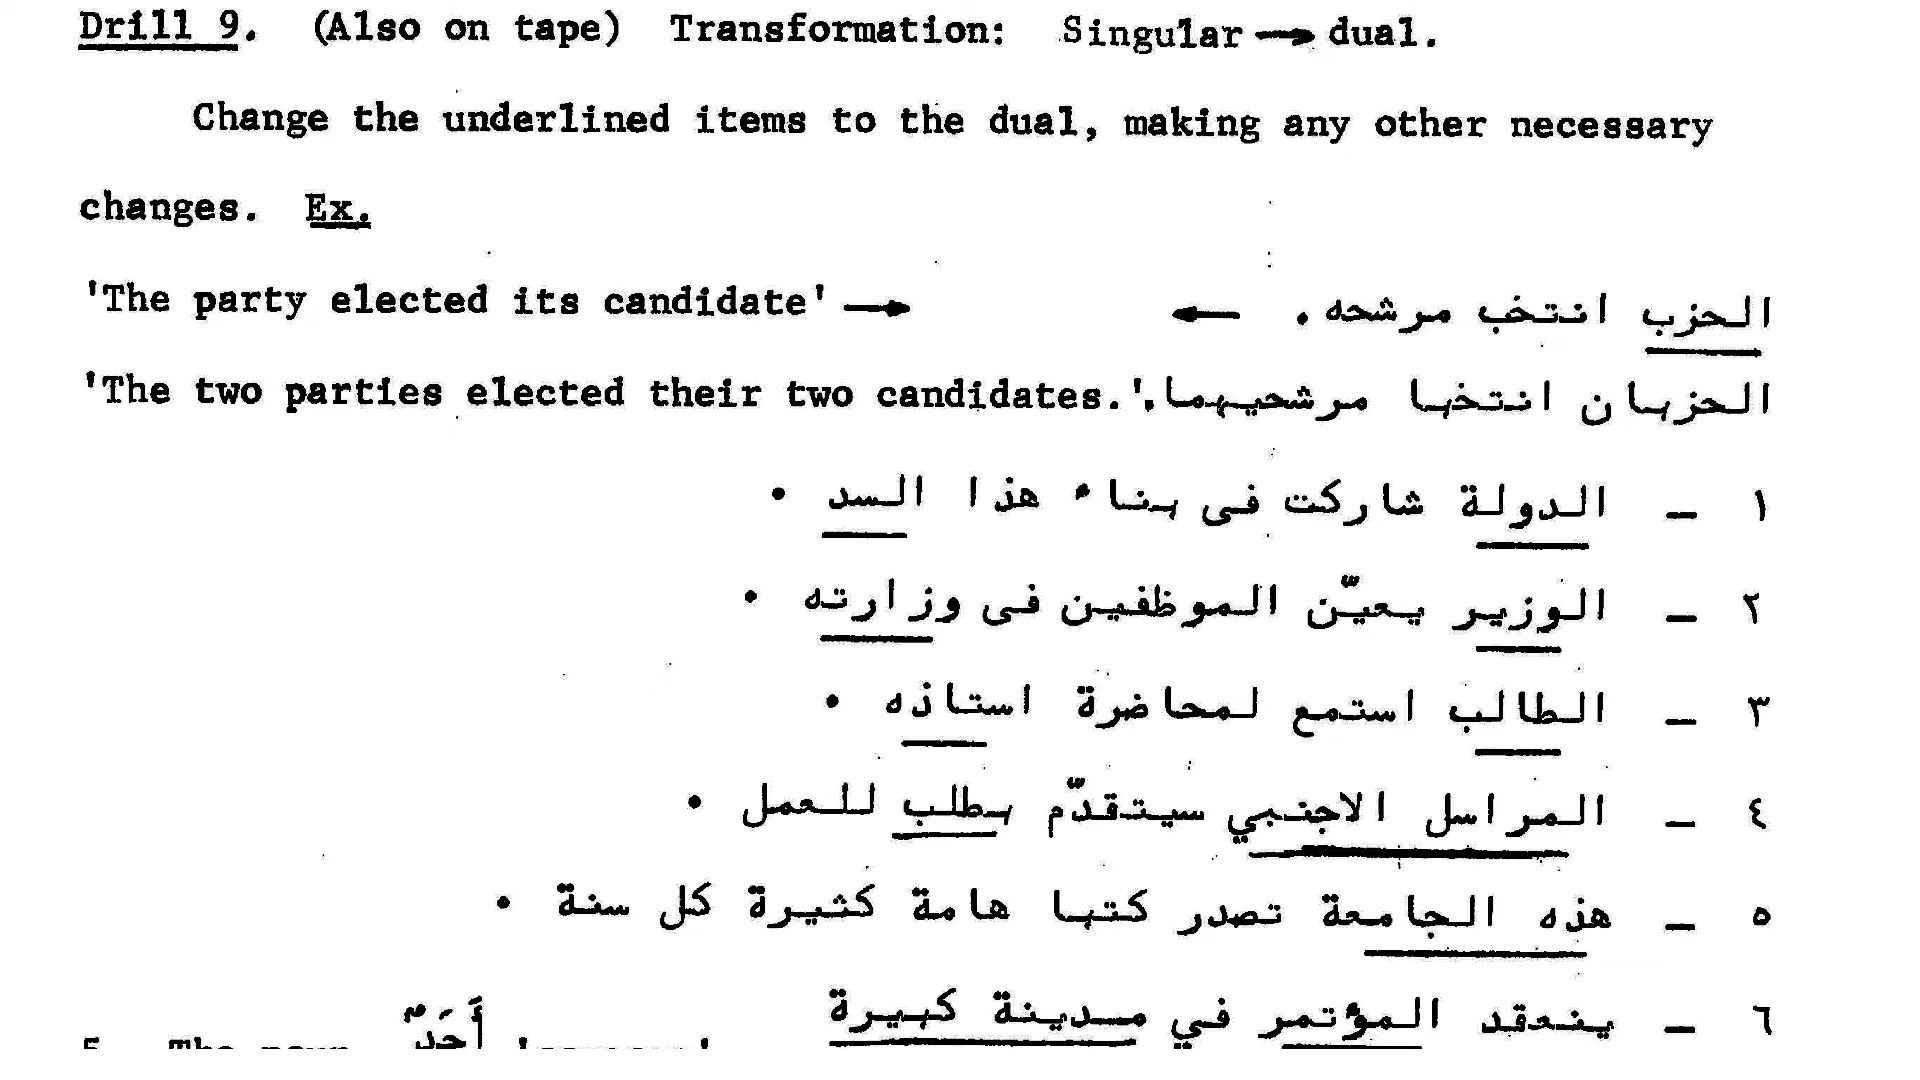 Drill 9. (Also on tape) Transformation: Singular → dual.
Change the underlined items to the dual, making any other necessary
changes. Ex.
'The party elected its candidate' → ← الحزب انتخب مرشحه .
'The two parties elected their two candidates.' الحزبان انتخبا مرشحيهما.
١ – الدولة شاركت فى بناء هذا السد .
٢ – الوزير يعيّن الموظفين فى وزارته .
٣ – الطالب استمع لمحاضرة استاذه .
٤ – المراسل الاجنبي سيتقدّم بطلب للعمل .
٥ – هذه الجامعة تصدر كتبا هامة كثيرة كل سنة .
٦ – ينعقد المؤتمر في مدينة كبيرة
أَحَدٌ